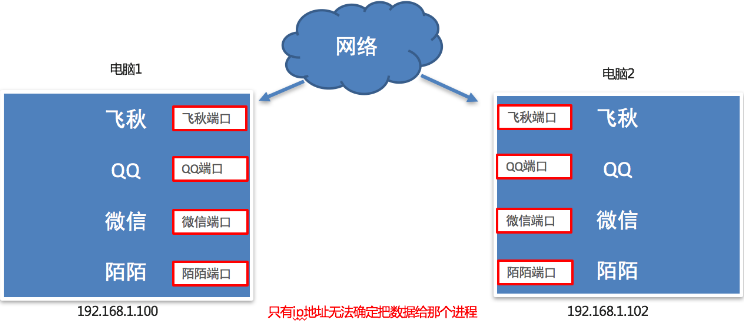 网络
电脑1
电脑2
飞秋 飞秋端口
QQ QQ端口
微信 微信端口
陌陌 陌陌端口
飞秋端口 飞秋
QQ端口 QQ
微信端口 微信
陌陌端口 陌陌
192.168.1.100
只有ip地址无法确定把数据给那个进程
192.168.1.102